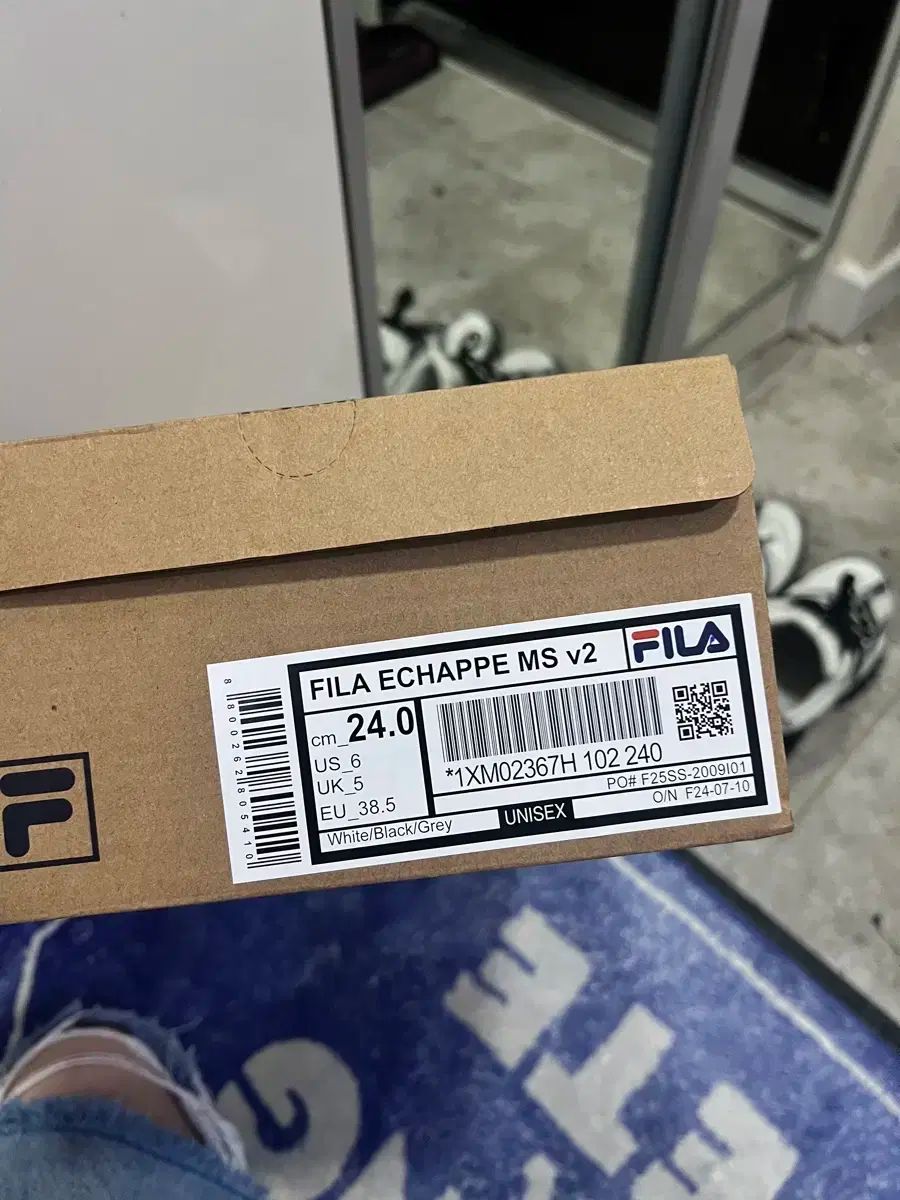 FILA ECHAPPE MS v2
FILA
cm_24.0
US_6
UK_5
EU_38.5
*1XM02367H 102 240
PO# F25SS-2009I01
O/N F24-07-10
White/Black/Grey
UNISEX
8 800262 805410